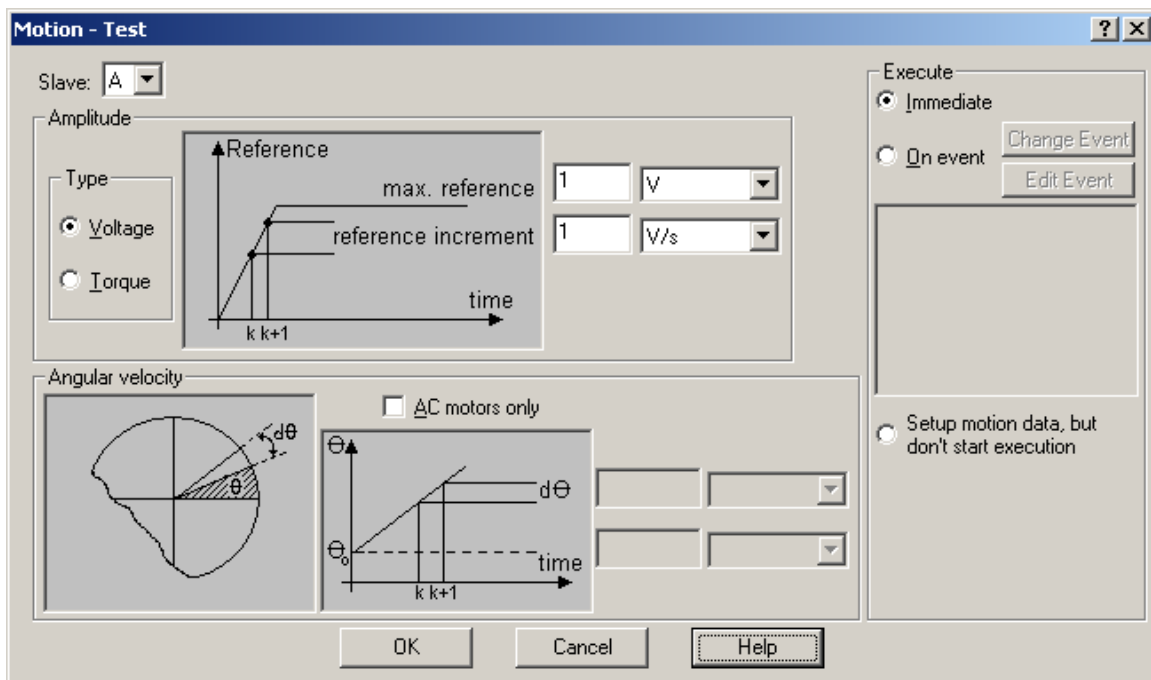 Motion - Test
Slave: A
Amplitude
Type
Voltage
Torque
Reference
max. reference
reference increment
time
k k+1
1 V
1 V/s
Angular velocity
AC motors only
dθ
θ
Θ
dΘ
Θo
time
k k+1
Execute
Immediate
On event
Change Event
Edit Event
Setup motion data, but
don't start execution
OK Cancel Help